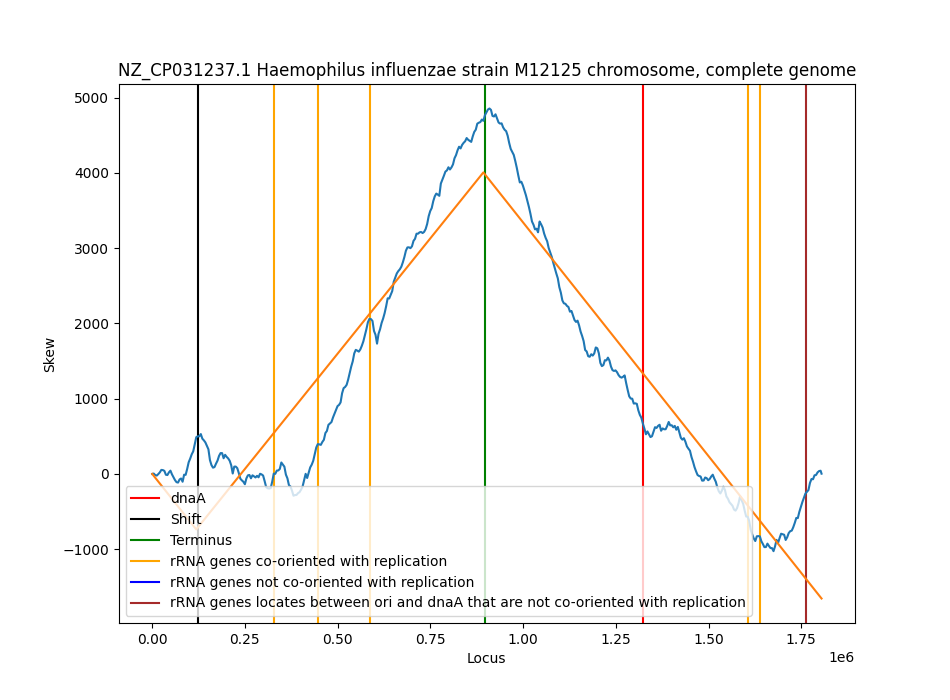 NZ_CP031237.1 Haemophilus influenzae strain M12125 chromosome, complete genome
5000
4000
3000
2000
1000
0
−1000
Skew
dnaA
Shift
Terminus
rRNA genes co-oriented with replication
rRNA genes not co-oriented with replication
rRNA genes locates between ori and dnaA that are not co-oriented with replication
0.00 0.25 0.50 0.75 1.00 1.25 1.50 1.75
1e6
Locus